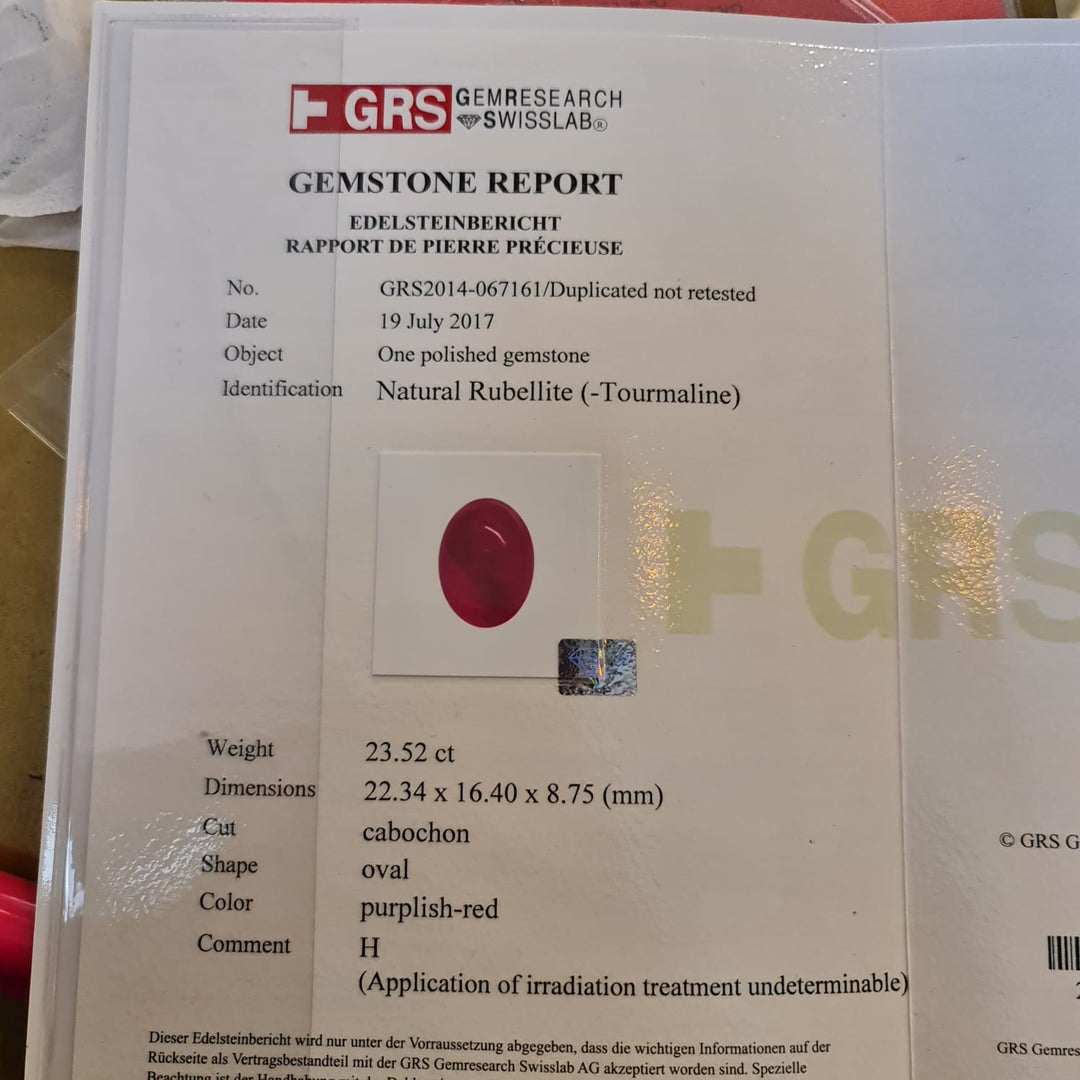 GRS GEMRESEARCH
SWISSLAB®
GEMSTONE REPORT
EDELSTEINBERICHT
RAPPORT DE PIERRE PRÉCIEUSE
No. GRS2014-067161/Duplicated not retested
Date 19 July 2017
Object One polished gemstone
Identification Natural Rubellite (-Tourmaline)
GRS
Weight 23.52 ct
Dimensions 22.34 x 16.40 x 8.75 (mm)
Cut cabochon
© GRS G
Shape oval
Color purplish-red
Comment H
(Application of irradiation treatment undeterminable)
Dieser Edelsteinbericht wird nur unter der Vorraussetzung abgegeben, dass die wichtigen Informationen auf der
GRS Gemres
Rückseite als Vertragsbestandteil mit der GRS Gemresearch Swisslab AG akzeptiert worden sind. Spezielle
Beachtung ist der